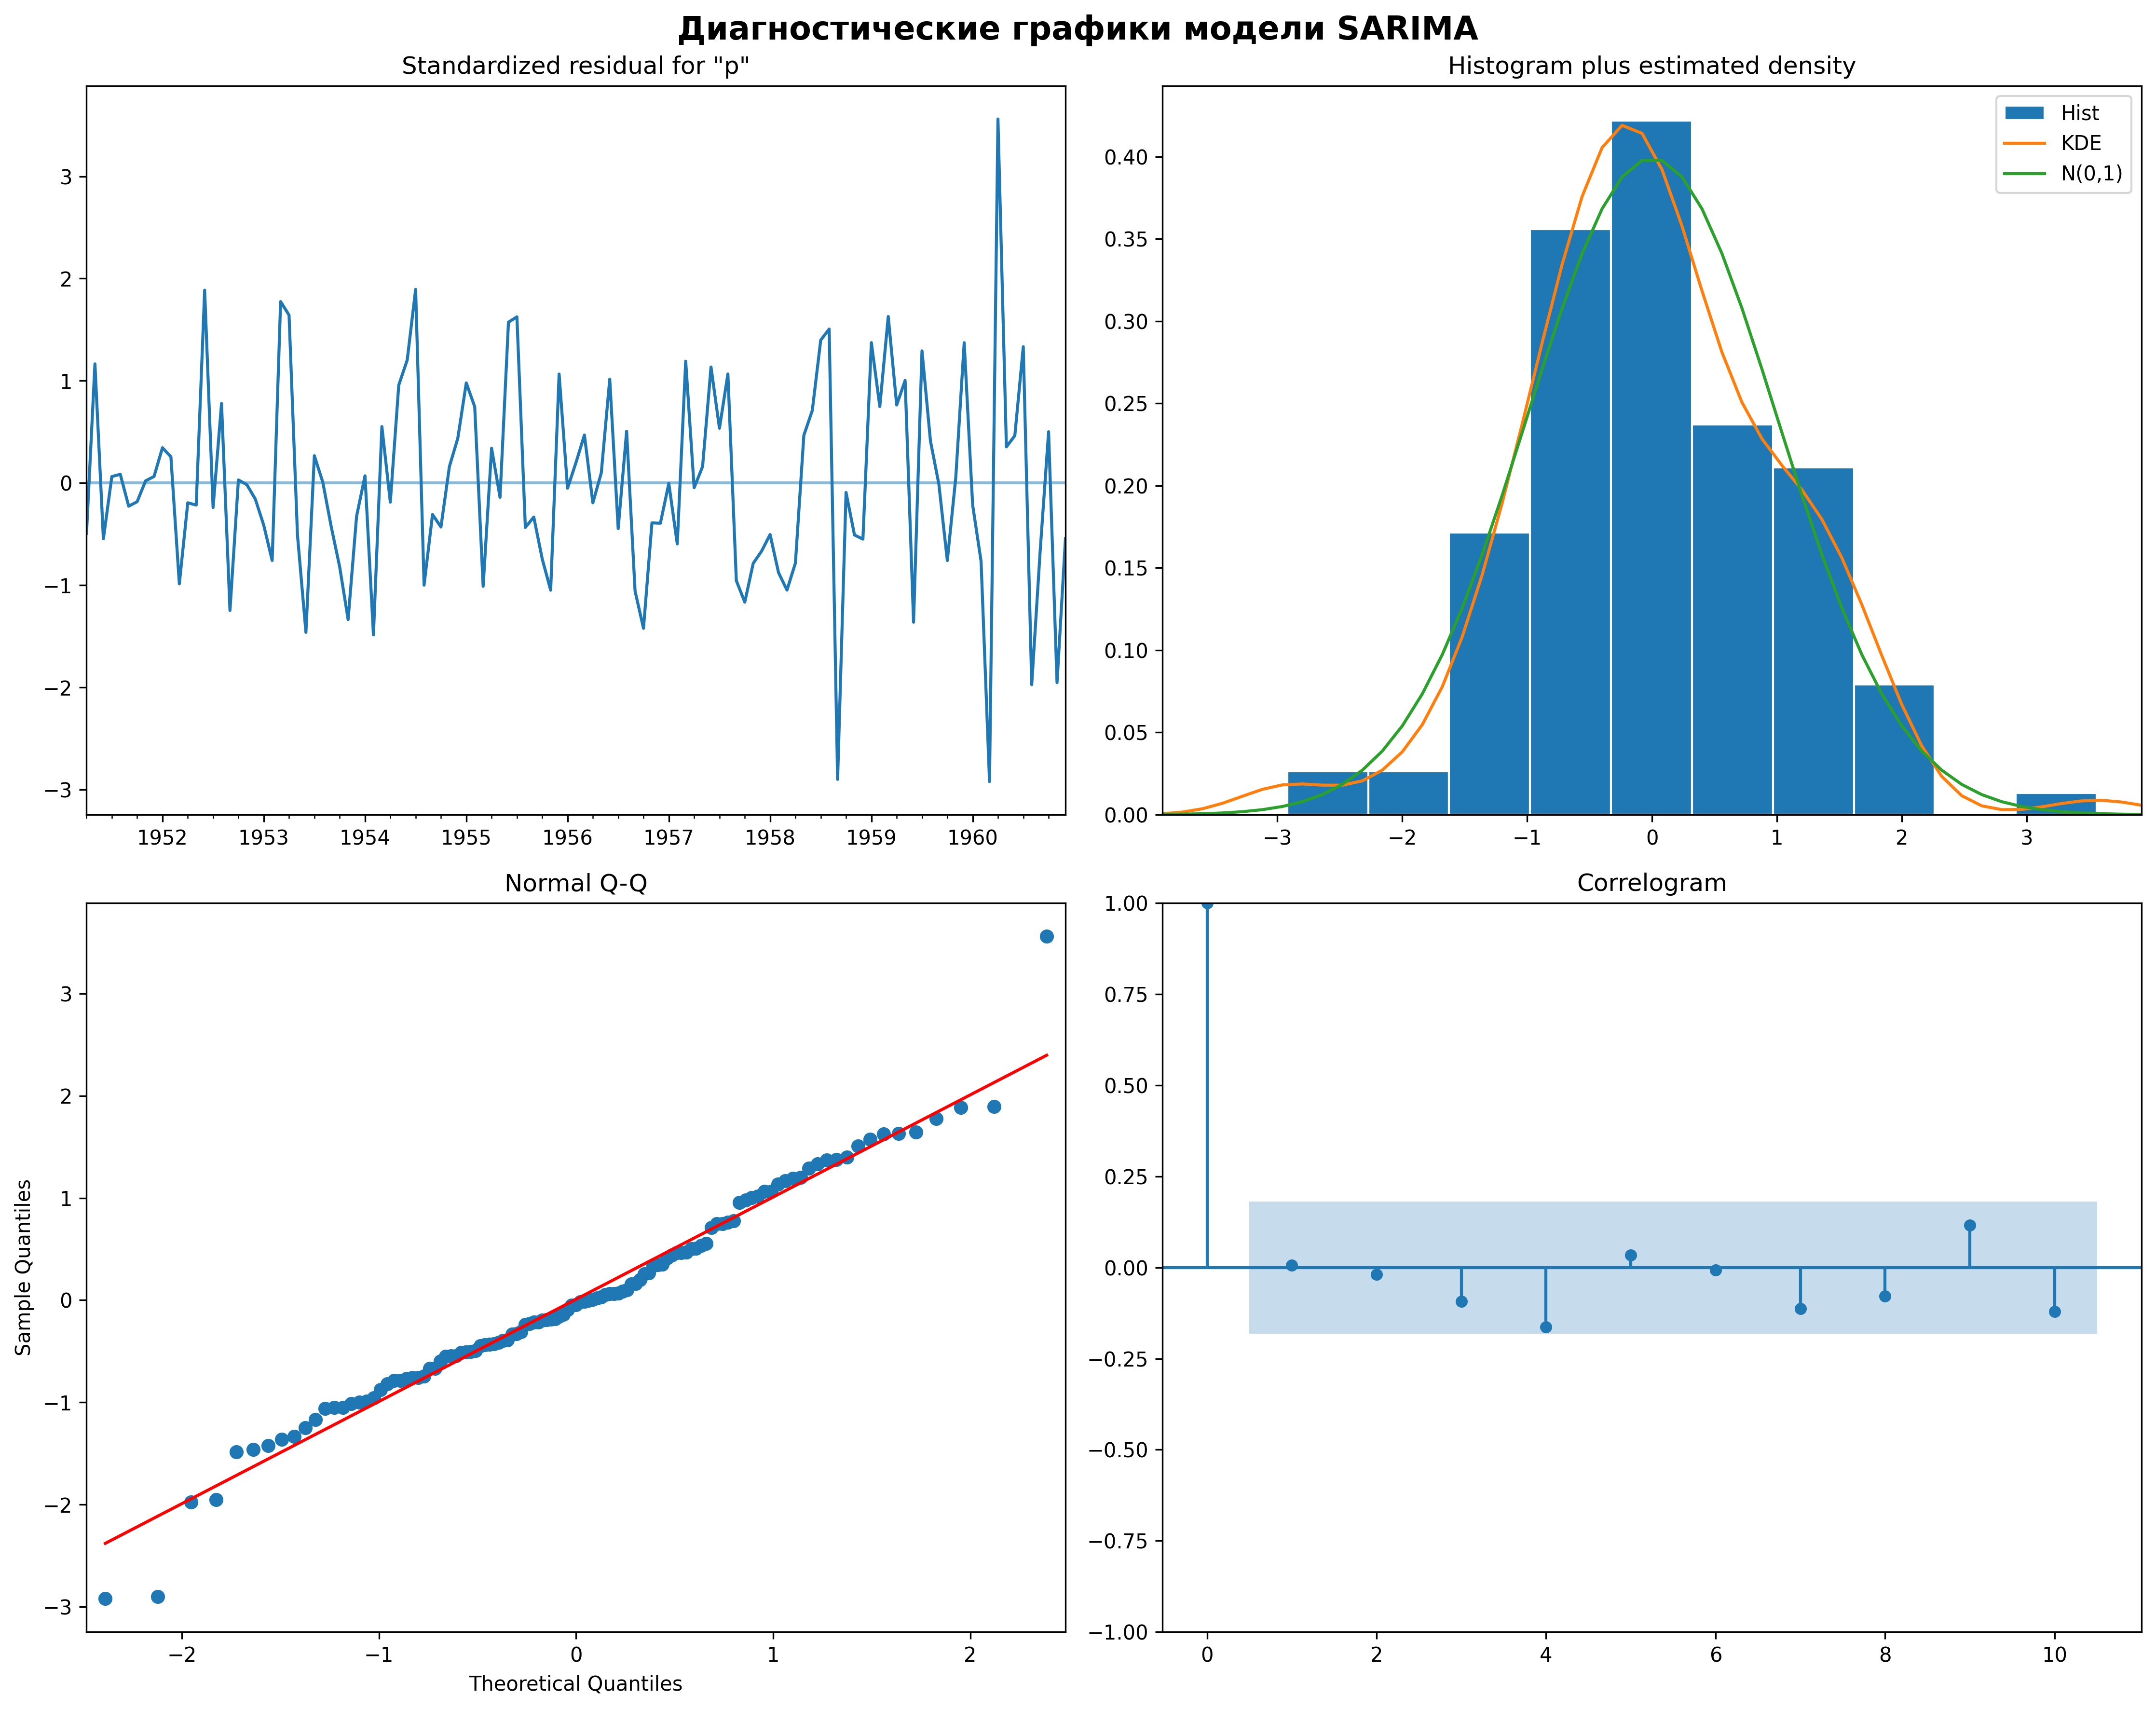 Диагностические графики модели SARIMA
Standardized residual for "p"
3
2
1
0
−1
−2
−3
1952 1953 1954 1955 1956 1957 1958 1959 1960
Histogram plus estimated density
Hist
KDE
N(0,1)
0.40
0.35
0.30
0.25
0.20
0.15
0.10
0.05
0.00
−3 −2 −1 0 1 2 3
Normal Q-Q
Sample Quantiles
3
2
1
0
−1
−2
−3
−2 −1 0 1 2
Theoretical Quantiles
Correlogram
1.00
0.75
0.50
0.25
0.00
−0.25
−0.50
−0.75
−1.00
0 2 4 6 8 10